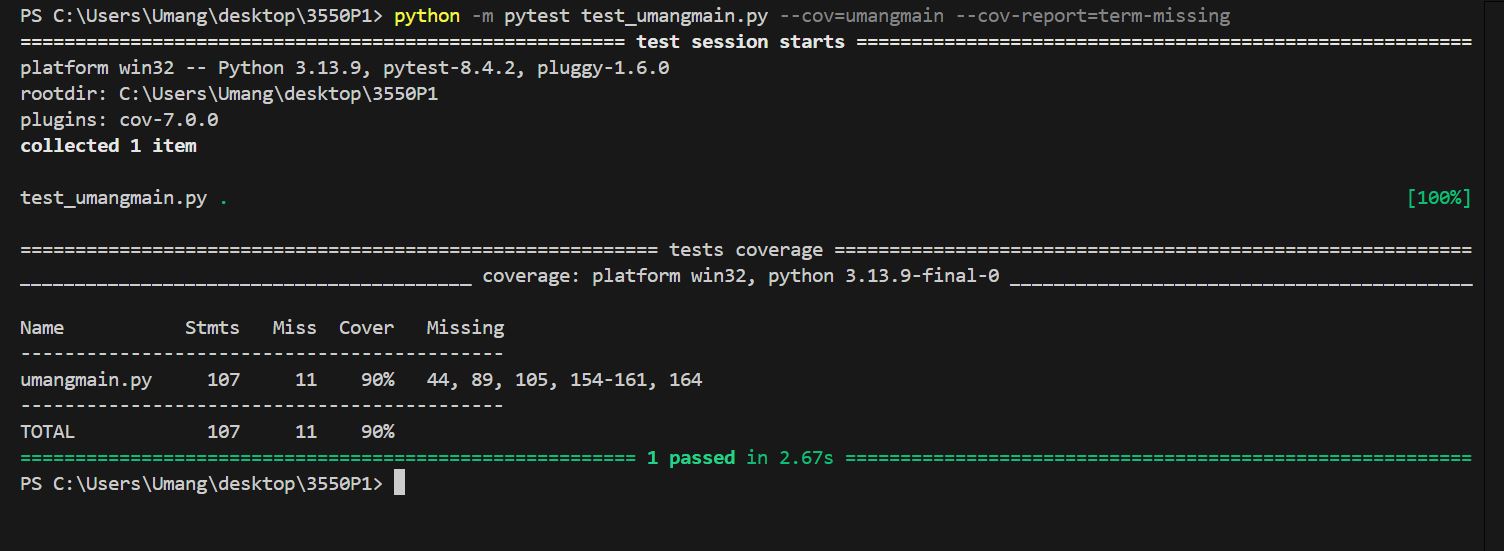 PS C:\Users\Umang\desktop\3550P1> python -m pytest test_umangmain.py --cov=umangmain --cov-report=term-missing
======================================================= test session starts ========================================================
platform win32 -- Python 3.13.9, pytest-8.4.2, pluggy-1.6.0
rootdir: C:\Users\Umang\desktop\3550P1
plugins: cov-7.0.0
collected 1 item
test_umangmain.py . [100%]
========================================================== tests coverage ==========================================================
_________________________________________ coverage: platform win32, python 3.13.9-final-0 __________________________________________
Name Stmts Miss Cover Missing
--------------------------------------------
umangmain.py 107 11 90% 44, 89, 105, 154-161, 164
--------------------------------------------
TOTAL 107 11 90%
======================================================== 1 passed in 2.67s =========================================================
PS C:\Users\Umang\desktop\3550P1>